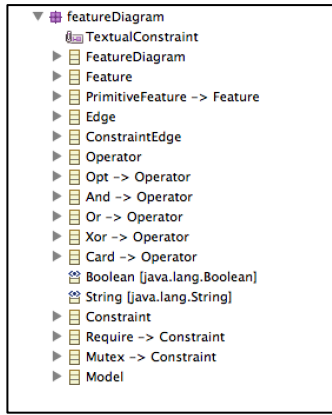 featureDiagram
TextualConstraint
FeatureDiagram
Feature
PrimitiveFeature -> Feature
Edge
ConstraintEdge
Operator
Opt -> Operator
And -> Operator
Or -> Operator
Xor -> Operator
Card -> Operator
Boolean [java.lang.Boolean]
String [java.lang.String]
Constraint
Require -> Constraint
Mutex -> Constraint
Model